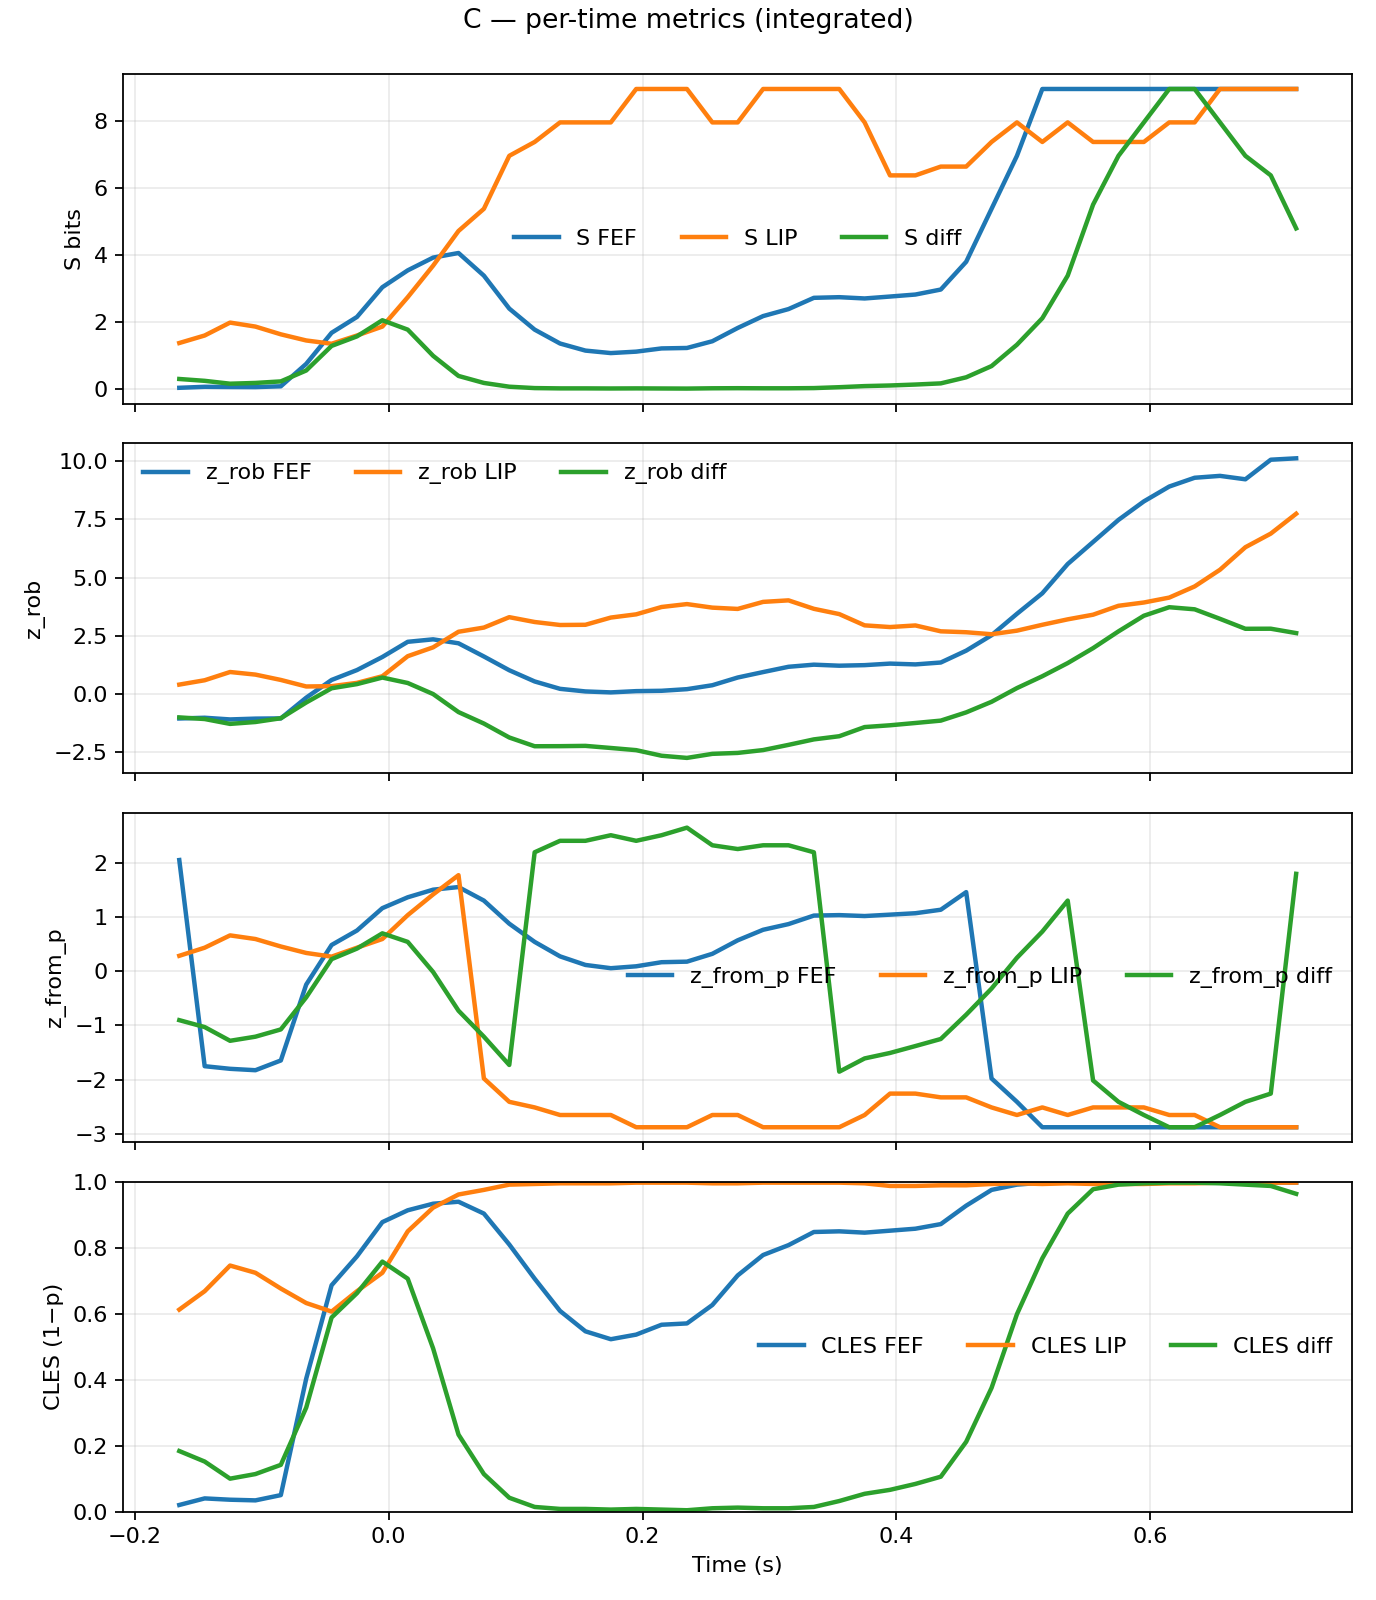 C — per-time metrics (integrated)
8
6
4
2
0
S bits
S FEF S LIP S diff
10.0
7.5
5.0
2.5
0.0
−2.5
z_rob
z_rob FEF z_rob LIP z_rob diff
2
1
0
−1
−2
−3
z_from_p
z_from_p FEF z_from_p LIP z_from_p diff
1.0
0.8
0.6
0.4
0.2
0.0
CLES (1−p)
CLES FEF CLES LIP CLES diff
−0.2 0.0 0.2 0.4 0.6
Time (s)